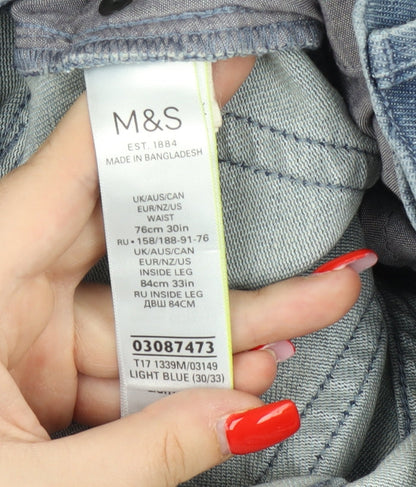 M&S
EST. 1884
MADE IN BANGLADESH
UK/AUS/CAN
EUR/NZ/US
WAIST
76cm 30in
RU • 158/188-91-76
UK/AUS/CAN
EUR/NZ/US
INSIDE LEG
84cm 33in
RU INSIDE LEG
ДВШ 84CM
03087473
T17 1339M/03149
LIGHT BLUE (30/33)